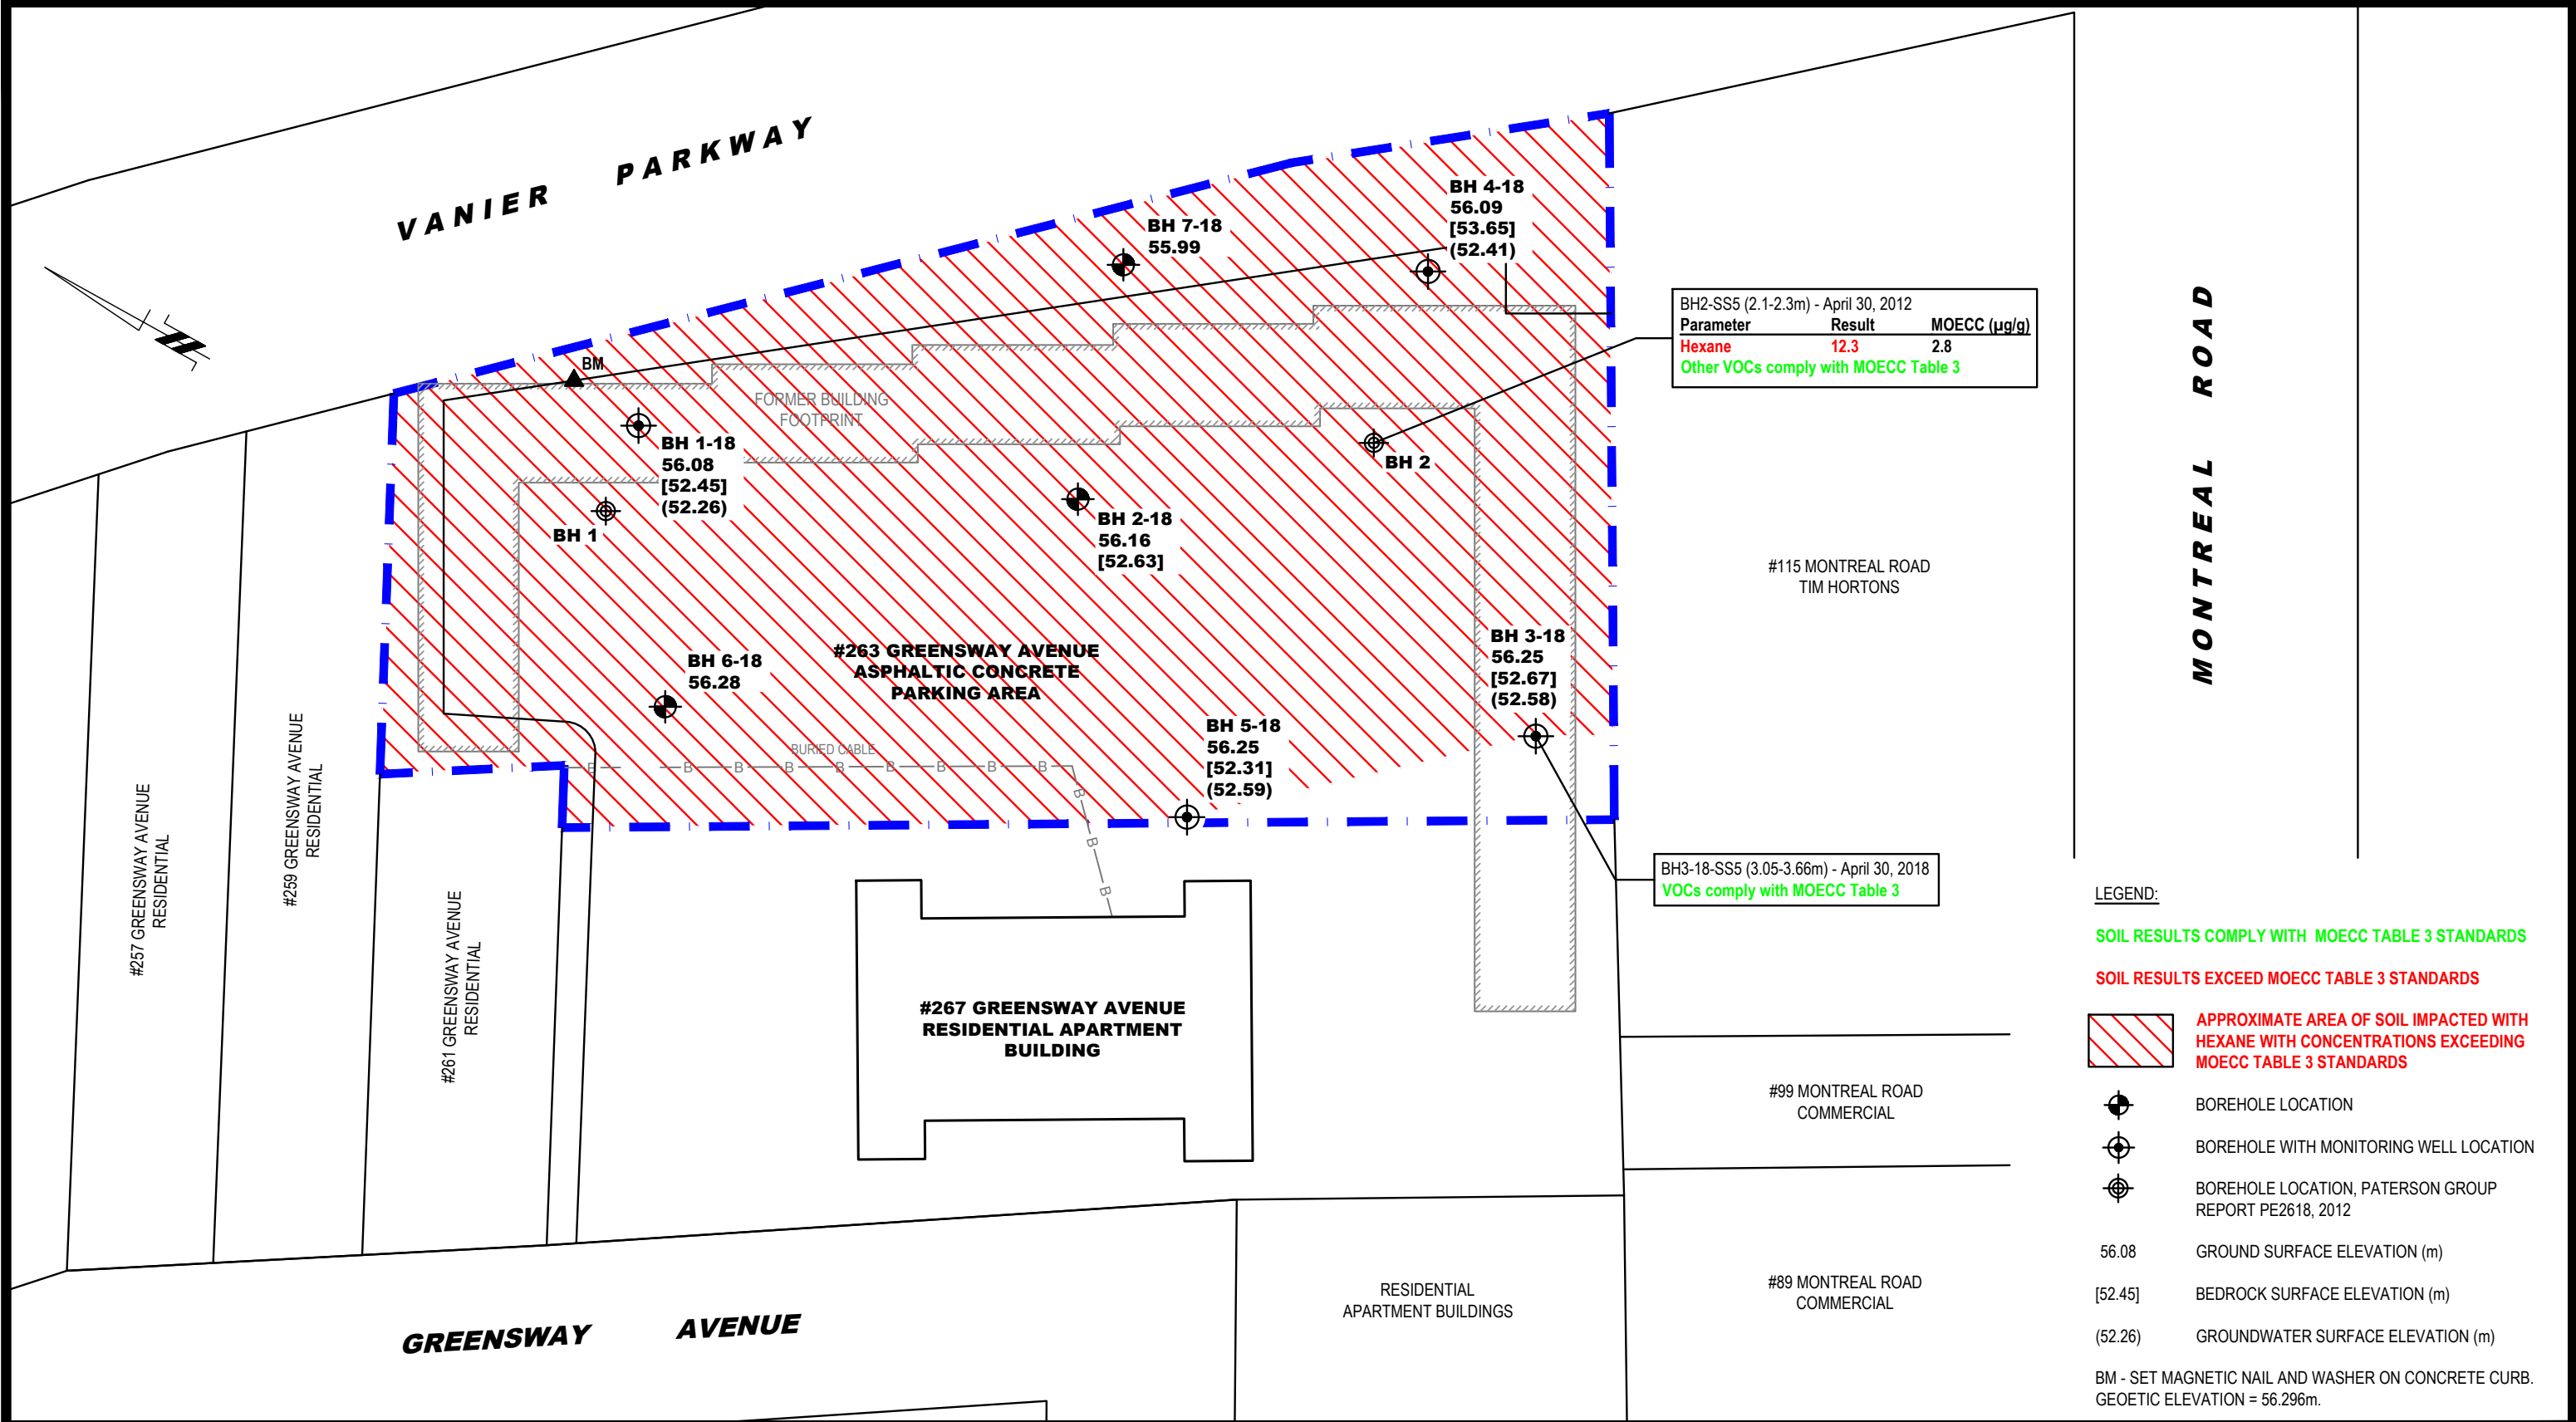 VANIER PARKWAY
BH 7-18
55.99
BH 4-18
56.09
[53.65]
(52.41)
BH2-SS5 (2.1-2.3m) - April 30, 2012
Parameter Result MOECC (µg/g)
Hexane 12.3 2.8
Other VOCs comply with MOECC Table 3
MONTREAL ROAD
BM
FORMER BUILDING
FOOTPRINT
BH 1-18
56.08
[52.45]
(52.26)
BH 1
BH 2
BH 2-18
56.16
[52.63]
#115 MONTREAL ROAD
TIM HORTONS
BH 6-18
56.28
#263 GREENSWAY AVENUE
ASPHALTIC CONCRETE
PARKING AREA
BH 3-18
56.25
[52.67]
(52.58)
BH 5-18
56.25
[52.31]
(52.59)
BURIED CABLE
B B B B B B B B B B B B
#257 GREENSWAY AVENUE
RESIDENTIAL
#259 GREENSWAY AVENUE
RESIDENTIAL
#261 GREENSWAY AVENUE
RESIDENTIAL
BH3-18-SS5 (3.05-3.66m) - April 30, 2018
VOCs comply with MOECC Table 3
#267 GREENSWAY AVENUE
RESIDENTIAL APARTMENT
BUILDING
#99 MONTREAL ROAD
COMMERCIAL
RESIDENTIAL
APARTMENT BUILDINGS
#89 MONTREAL ROAD
COMMERCIAL
GREENSWAY AVENUE
LEGEND:
SOIL RESULTS COMPLY WITH MOECC TABLE 3 STANDARDS
SOIL RESULTS EXCEED MOECC TABLE 3 STANDARDS
APPROXIMATE AREA OF SOIL IMPACTED WITH
HEXANE WITH CONCENTRATIONS EXCEEDING
MOECC TABLE 3 STANDARDS
BOREHOLE LOCATION
BOREHOLE WITH MONITORING WELL LOCATION
BOREHOLE LOCATION, PATERSON GROUP
REPORT PE2618, 2012
56.08 GROUND SURFACE ELEVATION (m)
[52.45] BEDROCK SURFACE ELEVATION (m)
(52.26) GROUNDWATER SURFACE ELEVATION (m)
BM - SET MAGNETIC NAIL AND WASHER ON CONCRETE CURB.
GEOETIC ELEVATION = 56.296m.